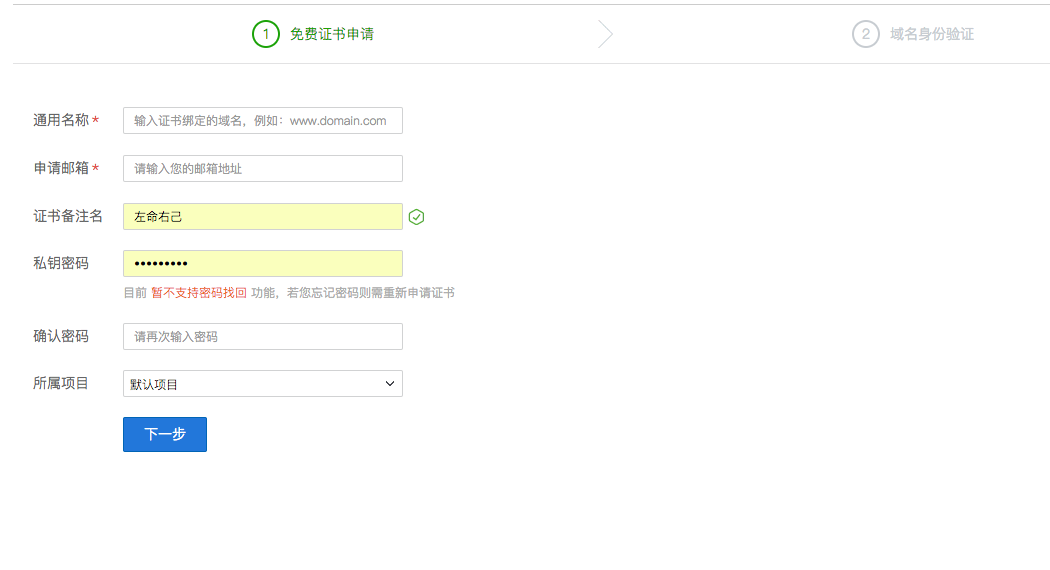 1 免费证书申请 2 域名身份验证
通用名称* 输入证书绑定的域名，例如：www.domain.com
申请邮箱* 请输入您的邮箱地址
证书备注名 左命右己
私钥密码 •••••••••
目前 暂不支持密码找回 功能，若您忘记密码则需重新申请证书
确认密码 请再次输入密码
所属项目 默认项目
下一步